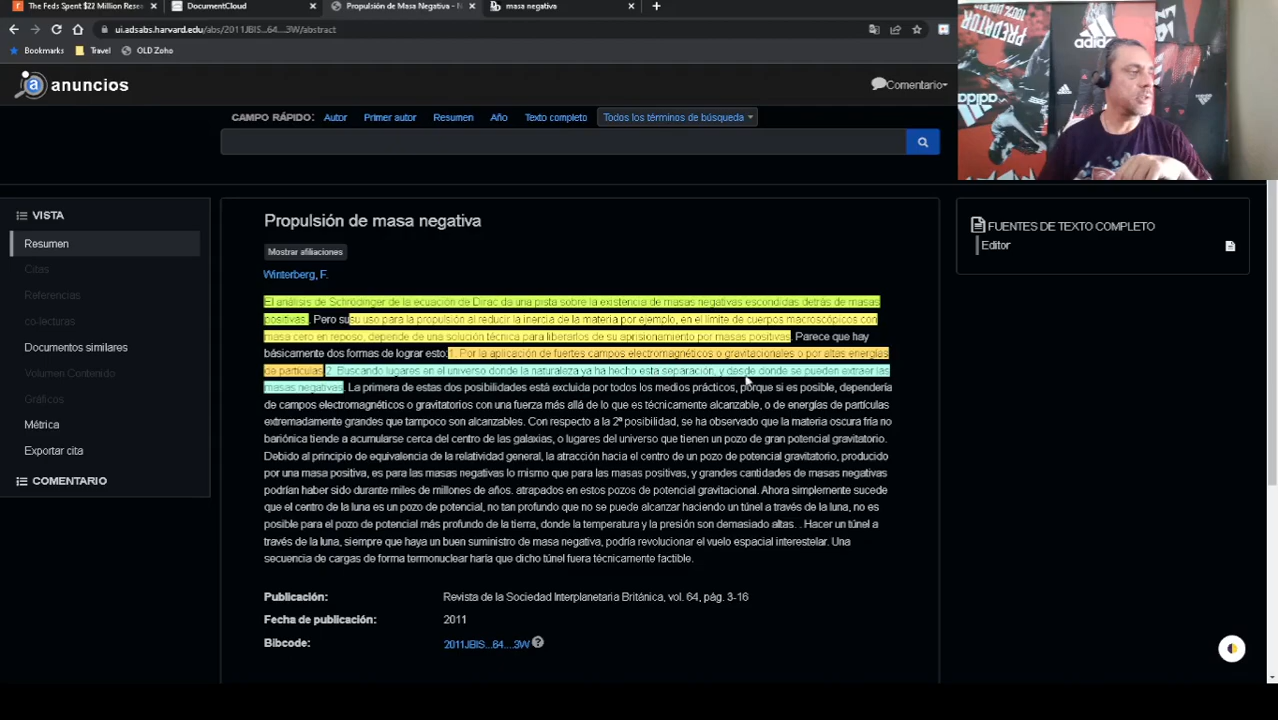 The Feds Spent $22 Million Resea
DocumentCloud
Propulsión de Masa Negativa - N
masa negativa
ui.adsabs.harvard.edu/abs/2011JBIS...64....3W/abstract
Bookmarks
Travel
OLD Zoho
a anuncios
Comentario
PREDATOR
100% DEADLY
adidas
CAMPO RÁPIDO:
Autor
Primer autor
Resumen
Año
Texto completo
Todos los términos de búsqueda
VISTA
Resumen
Citas
Referencias
co-lecturas
Documentos similares
Volumen Contenido
Gráficos
Métrica
Exportar cita
COMENTARIO
Propulsión de masa negativa
Mostrar afiliaciones
Winterberg, F.
El análisis de Schrödinger de la ecuación de Dirac da una pista sobre la existencia de masas negativas escondidas detrás de masas
positivas. Pero susu uso para la propulsión al reducir la inercia de la materia por ejemplo, en el límite de cuerpos macroscópicos con
masa cero en reposo, depende de una solución técnica para liberarlos de su aprisionamiento por masas positivas. Parece que hay
básicamente dos formas de lograr esto:1. Por la aplicación de fuertes campos electromagnéticos o gravitacionales o por altas energías
de partículas 2. Buscando lugares en el universo donde la naturaleza ya ha hecho esta separación, y desde donde se pueden extraer las
masas negativas. La primera de estas dos posibilidades está excluida por todos los medios prácticos, porque si es posible, dependería
de campos electromagnéticos o gravitatorios con una fuerza más allá de lo que es técnicamente alcanzable, o de energías de partículas
extremadamente grandes que tampoco son alcanzables. Con respecto a la 2ª posibilidad, se ha observado que la materia oscura fría no
bariónica tiende a acumularse cerca del centro de las galaxias, o lugares del universo que tienen un pozo de gran potencial gravitatorio.
Debido al principio de equivalencia de la relatividad general, la atracción hacia el centro de un pozo de potencial gravitatorio, producido
por una masa positiva, es para las masas negativas lo mismo que para las masas positivas, y grandes cantidades de masas negativas
podrían haber sido durante miles de millones de años. atrapados en estos pozos de potencial gravitacional. Ahora simplemente sucede
que el centro de la luna es un pozo de potencial, no tan profundo que no se puede alcanzar haciendo un túnel a través de la luna, no es
posible para el pozo de potencial más profundo de la tierra, donde la temperatura y la presión son demasiado altas. . Hacer un túnel a
través de la luna, siempre que haya un buen suministro de masa negativa, podría revolucionar el vuelo espacial interestelar. Una
secuencia de cargas de forma termonuclear haría que dicho túnel fuera técnicamente factible.
Publicación: Revista de la Sociedad Interplanetaria Británica, vol. 64, pág. 3-16
Fecha de publicación: 2011
Bibcode: 2011JBIS...64....3W
FUENTES DE TEXTO COMPLETO
Editor